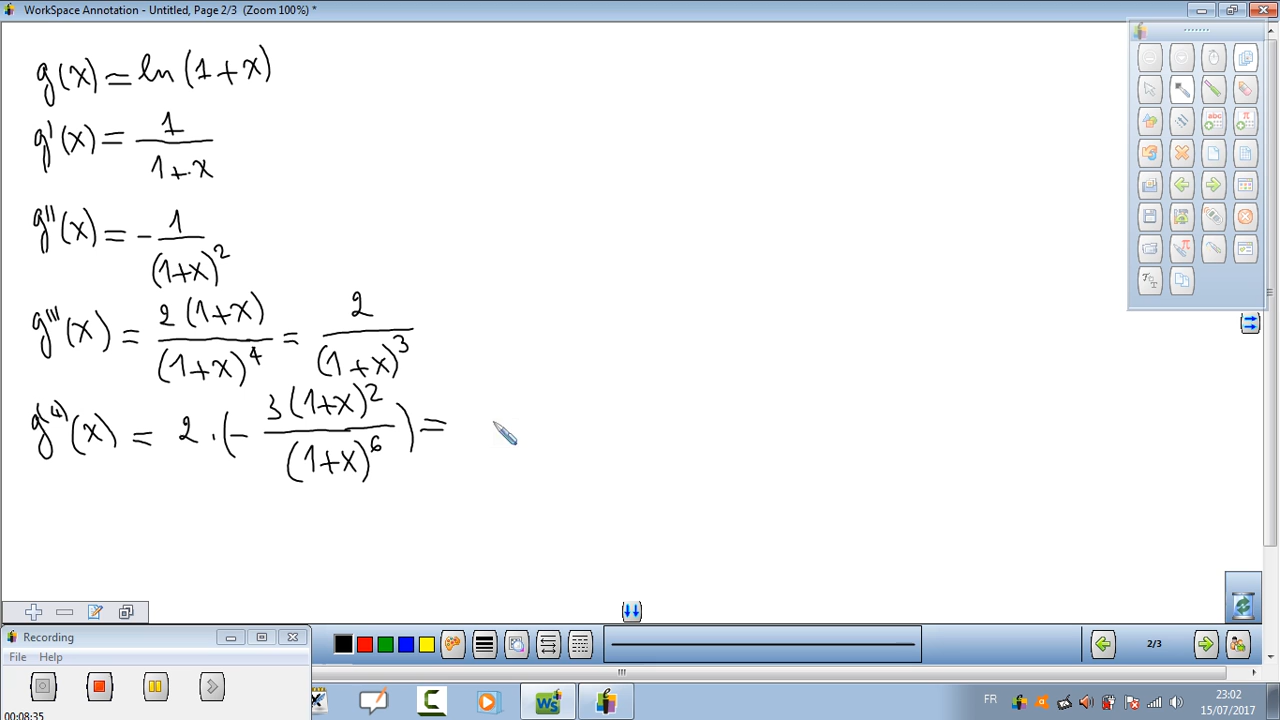 WorkSpace Annotation - Untitled, Page 2/3 (Zoom 100%) *
g(x) = ln(1+x)
g'(x) = 1/(1+x)
g''(x) = - 1/(1+x)^2
g'''(x) = 2(1+x)/(1+x)^4 = 2/(1+x)^3
g^(4)(x) = 2 . (- 3(1+x)^2/(1+x)^6) =
Recording
File Help
00:08:35
2/3
FR
23:02
15/07/2017